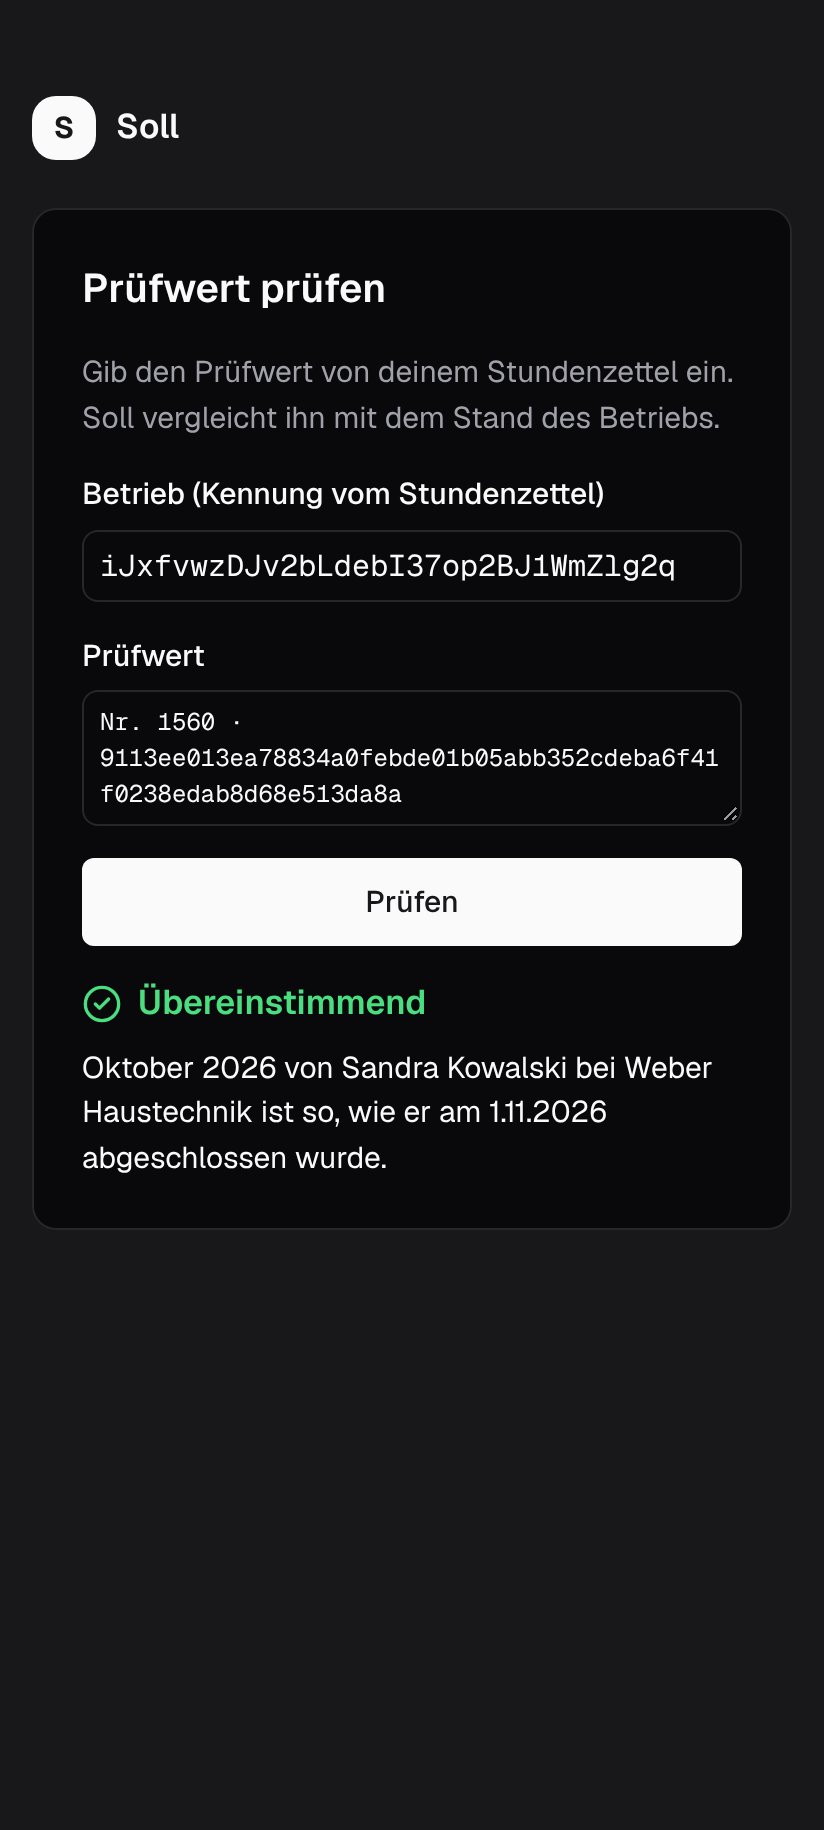 S Soll
Prüfwert prüfen
Gib den Prüfwert von deinem Stundenzettel ein.
Soll vergleicht ihn mit dem Stand des Betriebs.
Betrieb (Kennung vom Stundenzettel)
iJxfvwzDJv2bLdebI37op2BJ1WmZlg2q
Prüfwert
Nr. 1560 ·
9113ee013ea78834a0febde01b05abb352cdeba6f41
f0238edab8d68e513da8a
Prüfen
Übereinstimmend
Oktober 2026 von Sandra Kowalski bei Weber
Haustechnik ist so, wie er am 1.11.2026
abgeschlossen wurde.